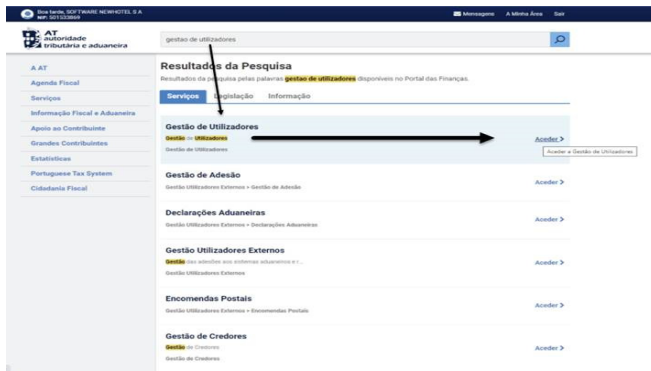 Boa tarde, SOFTWARE NEWHOTEL S A
NIF: 501533869
Mensagens A Minha Área Sair
AT
autoridade
tributária e aduaneira
gestao de utilizadores
A AT
Agenda Fiscal
Serviços
Informação Fiscal e Aduaneira
Apoio ao Contribuinte
Grandes Contribuintes
Estatísticas
Portuguese Tax System
Cidadania Fiscal
Resultados da Pesquisa
Resultados da pesquisa pelas palavras gestao de utilizadores disponíveis no Portal das Finanças.
Serviços Legislação Informação
Gestão de Utilizadores
Gestão de Utilizadores
Gestão de Utilizadores
Aceder
Aceder a Gestão de Utilizadores
Gestão de Adesão
Gestão Utilizadores Externos > Gestão de Adesão
Aceder
Declarações Aduaneiras
Gestão Utilizadores Externos > Declarações Aduaneiras
Aceder
Gestão Utilizadores Externos
Gestão das adesões aos sistemas aduaneiros e r...
Gestão Utilizadores Externos
Aceder
Encomendas Postais
Gestão Utilizadores Externos > Encomendas Postais
Aceder
Gestão de Credores
Gestão de Credores
Gestão de Credores
Aceder